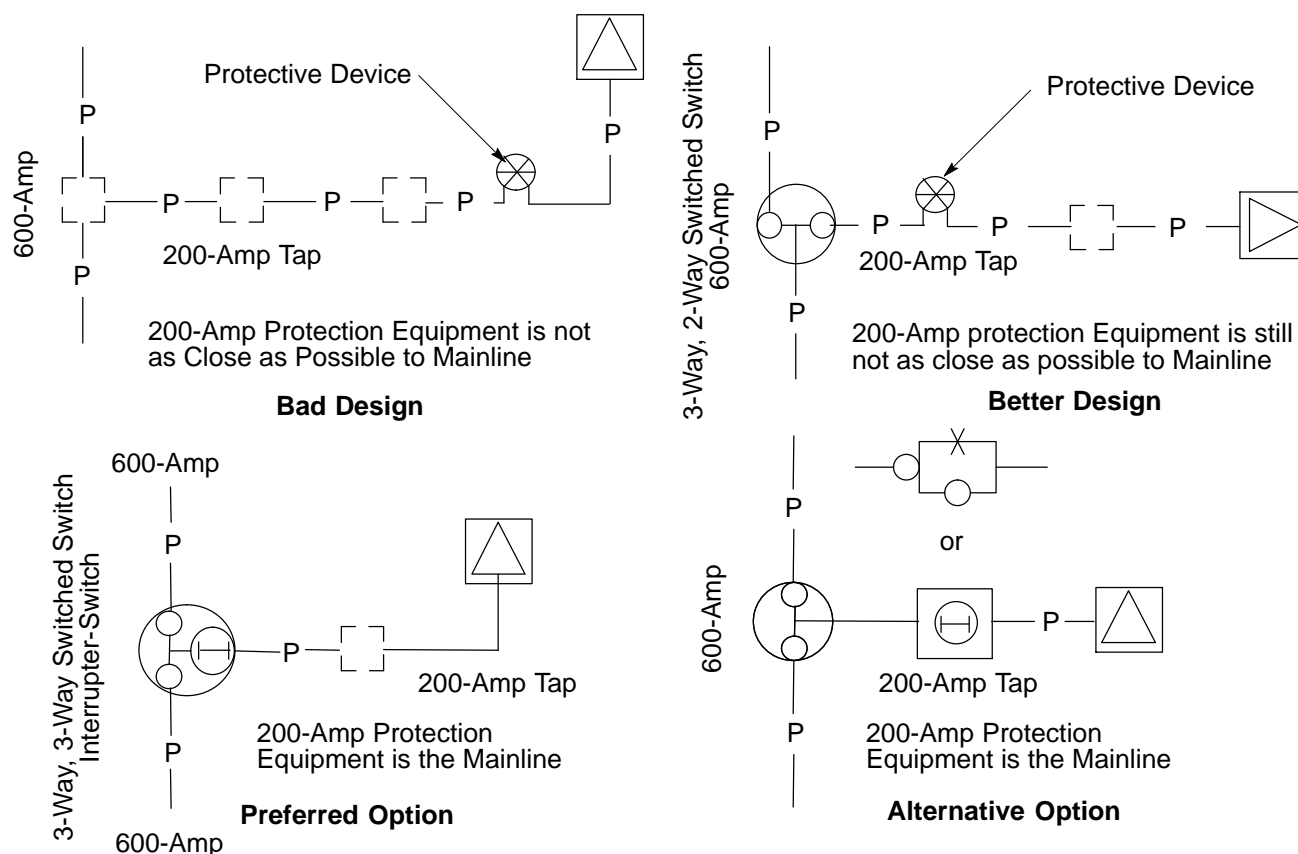 Protective Device
P
P
600-Amp
P
P
P
P
200-Amp Tap
200-Amp Protection Equipment is not
as Close as Possible to Mainline
Bad Design
3-Way, 2-Way Switched Switch
600-Amp
Protective Device
P
P
P
P
P
200-Amp Tap
200-Amp protection Equipment is still
not as close as possible to Mainline
Better Design
3-Way, 3-Way Switched Switch
Interrupter-Switch
600-Amp
P
P
P
200-Amp Tap
200-Amp Protection
Equipment is the Mainline
Preferred Option
600-Amp
P
or
600-Amp
P
200-Amp Tap
P
200-Amp Protection
Equipment is the Mainline
Alternative Option